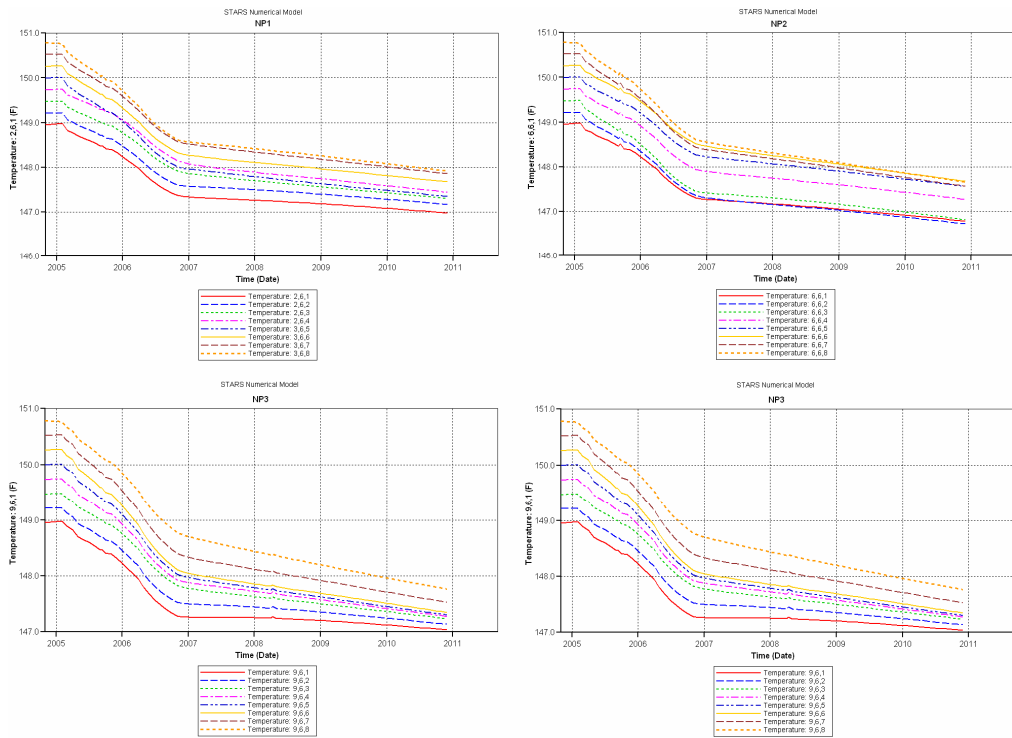 STARS Numerical Model
NP1
Temperature: 2,6,1 (F)
151.0
150.0
149.0
148.0
147.0
146.0
2005 2006 2007 2008 2009 2010 2011
Time (Date)
Temperature: 2,6,1
Temperature: 2,6,2
Temperature: 2,6,3
Temperature: 2,6,4
Temperature: 3,6,5
Temperature: 3,6,6
Temperature: 3,6,7
Temperature: 3,6,8
STARS Numerical Model
NP2
Temperature: 6,6,1 (F)
151.0
150.0
149.0
148.0
147.0
146.0
2005 2006 2007 2008 2009 2010 2011
Time (Date)
Temperature: 6,6,1
Temperature: 6,6,2
Temperature: 6,6,3
Temperature: 6,6,4
Temperature: 6,6,5
Temperature: 6,6,6
Temperature: 6,6,7
Temperature: 6,6,8
STARS Numerical Model
NP3
Temperature: 9,6,1 (F)
151.0
150.0
149.0
148.0
147.0
2005 2006 2007 2008 2009 2010 2011
Time (Date)
Temperature: 9,6,1
Temperature: 9,6,2
Temperature: 9,6,3
Temperature: 9,6,4
Temperature: 9,6,5
Temperature: 9,6,6
Temperature: 9,6,7
Temperature: 9,6,8
STARS Numerical Model
NP3
Temperature: 9,6,1 (F)
151.0
150.0
149.0
148.0
147.0
2005 2006 2007 2008 2009 2010 2011
Time (Date)
Temperature: 9,6,1
Temperature: 9,6,2
Temperature: 9,6,3
Temperature: 9,6,4
Temperature: 9,6,5
Temperature: 9,6,6
Temperature: 9,6,7
Temperature: 9,6,8